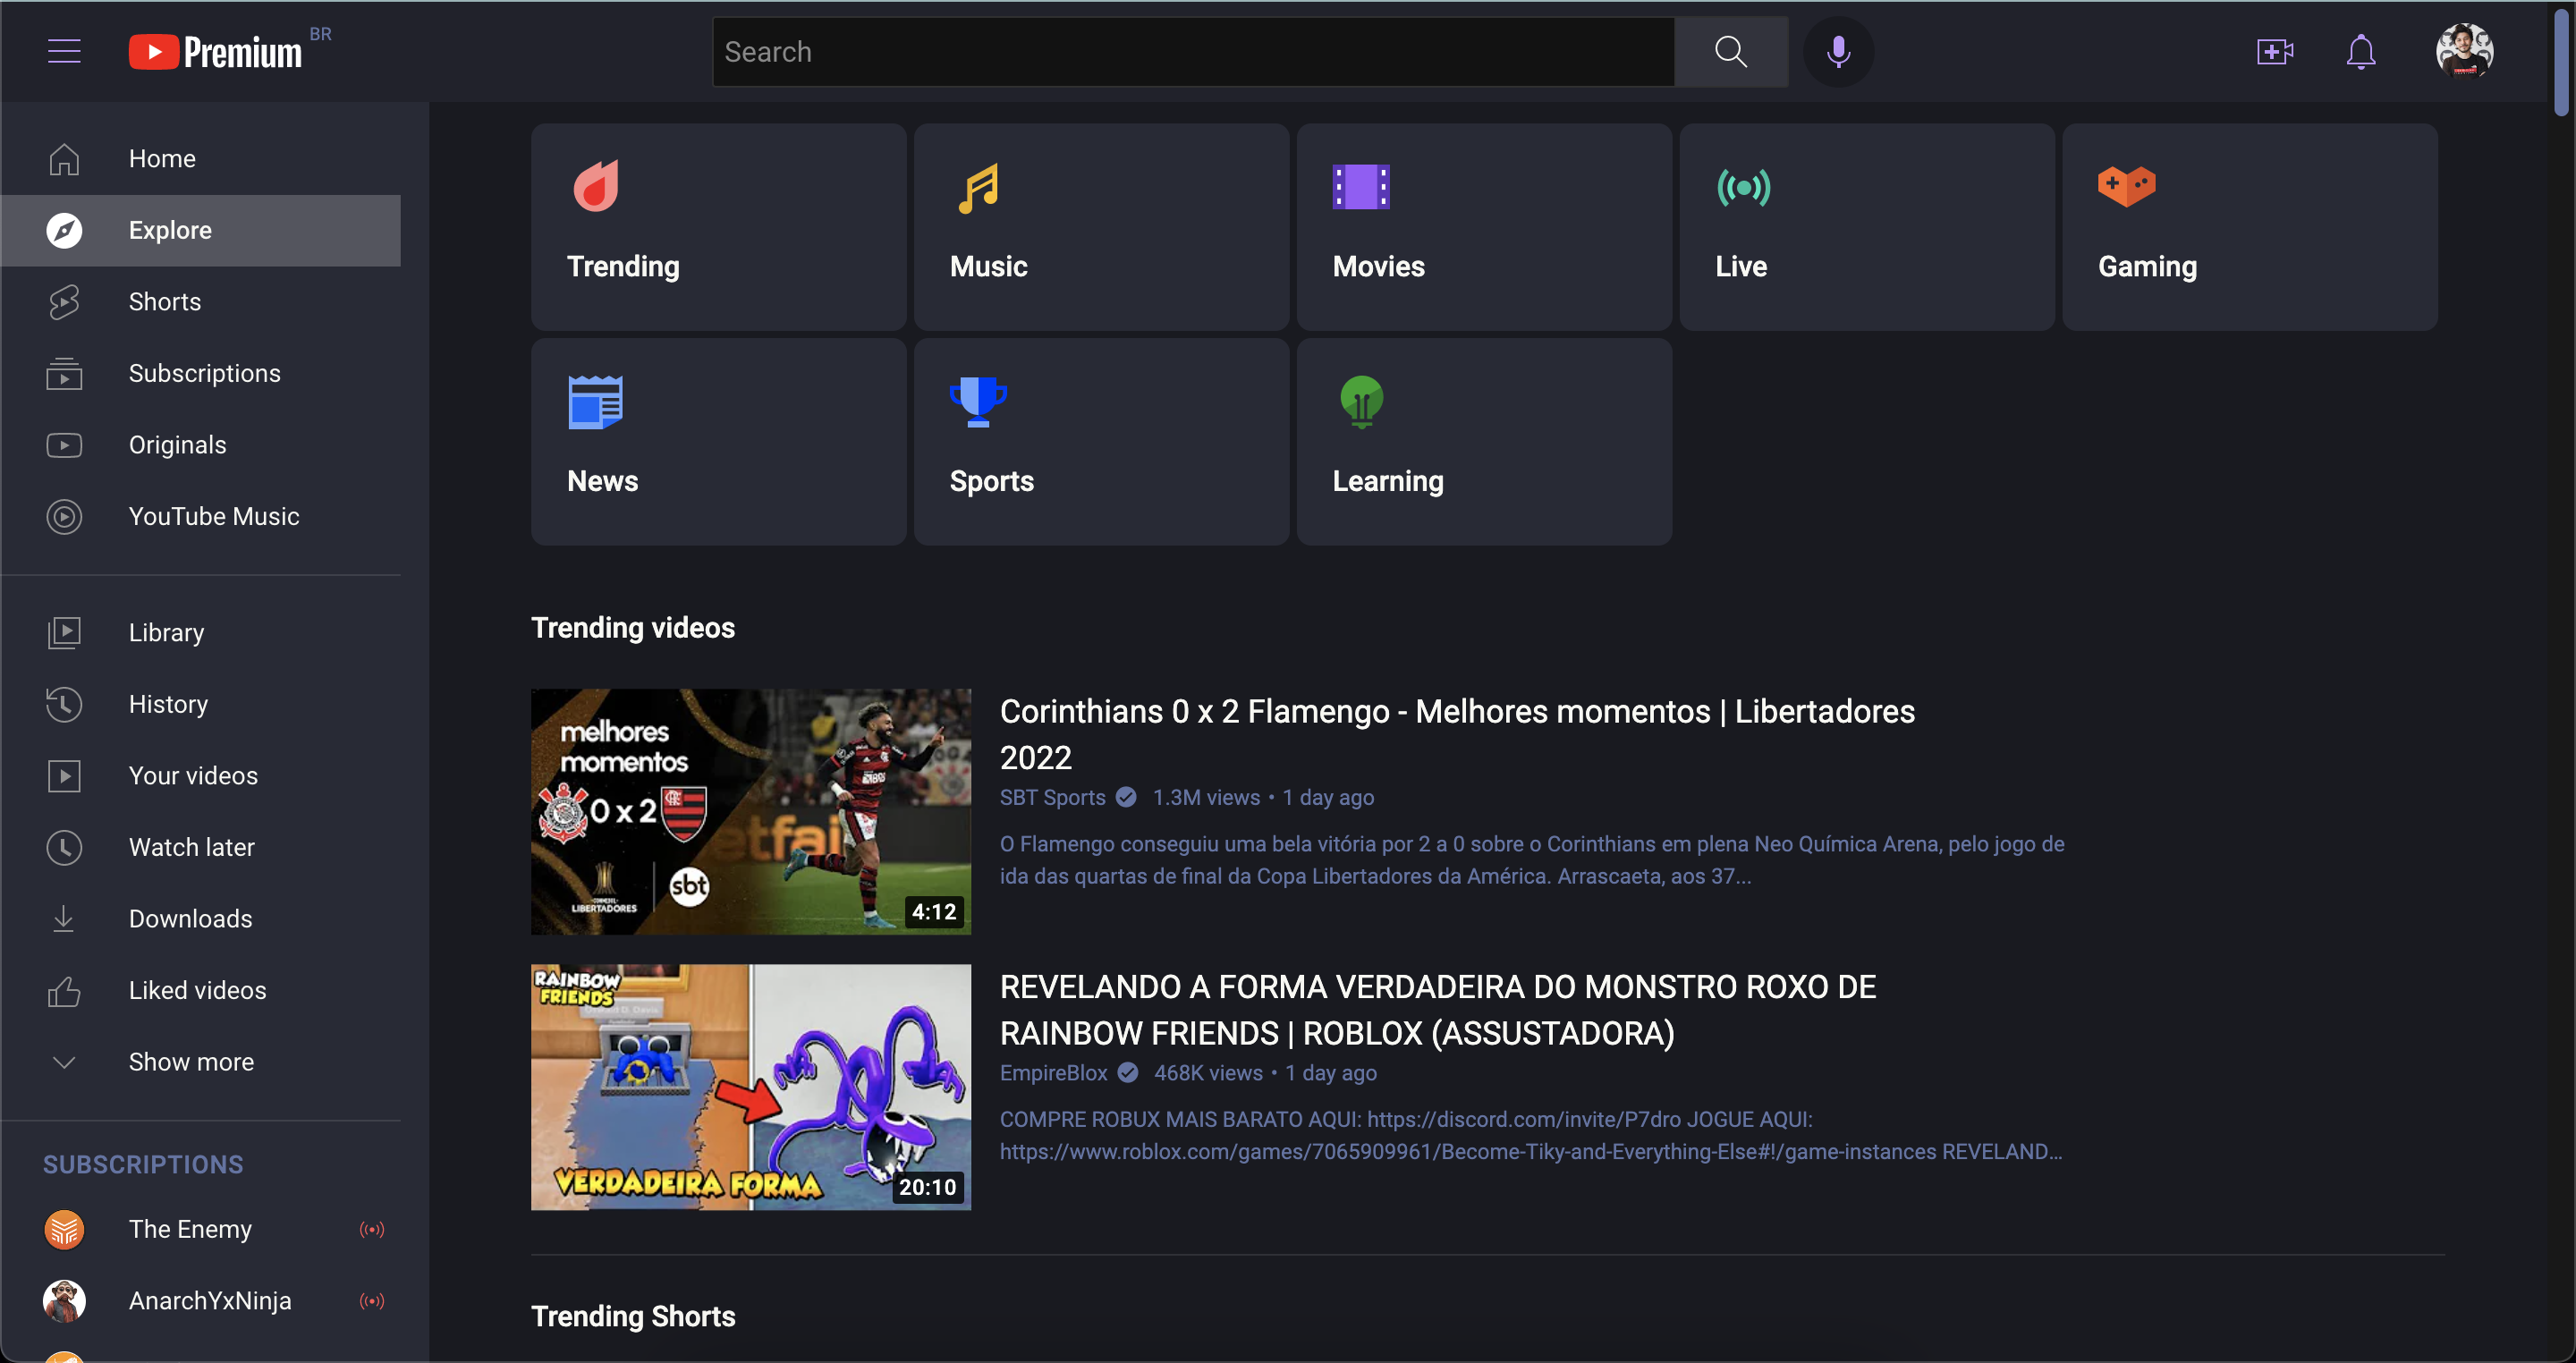 Premium BR
Search
Home
Explore
Shorts
Subscriptions
Originals
YouTube Music
Library
History
Your videos
Watch later
Downloads
Liked videos
Show more
SUBSCRIPTIONS
The Enemy
AnarchYxNinja
Trending
Music
Movies
Live
Gaming
News
Sports
Learning
Trending videos
melhores
momentos
0 x 2
etfai
LIBERTADORES
sbt
4:12
Corinthians 0 x 2 Flamengo - Melhores momentos | Libertadores
2022
SBT Sports 1.3M views • 1 day ago
O Flamengo conseguiu uma bela vitória por 2 a 0 sobre o Corinthians em plena Neo Química Arena, pelo jogo de
ida das quartas de final da Copa Libertadores da América. Arrascaeta, aos 37...
RAINBOW
FRIENDS
VERDADEIRA FORMA
20:10
REVELANDO A FORMA VERDADEIRA DO MONSTRO ROXO DE
RAINBOW FRIENDS | ROBLOX (ASSUSTADORA)
EmpireBlox 468K views • 1 day ago
COMPRE ROBUX MAIS BARATO AQUI: https://discord.com/invite/P7dro JOGUE AQUI:
https://www.roblox.com/games/7065909961/Become-Tiky-and-Everything-Else#!/game-instances REVELAND...
Trending Shorts